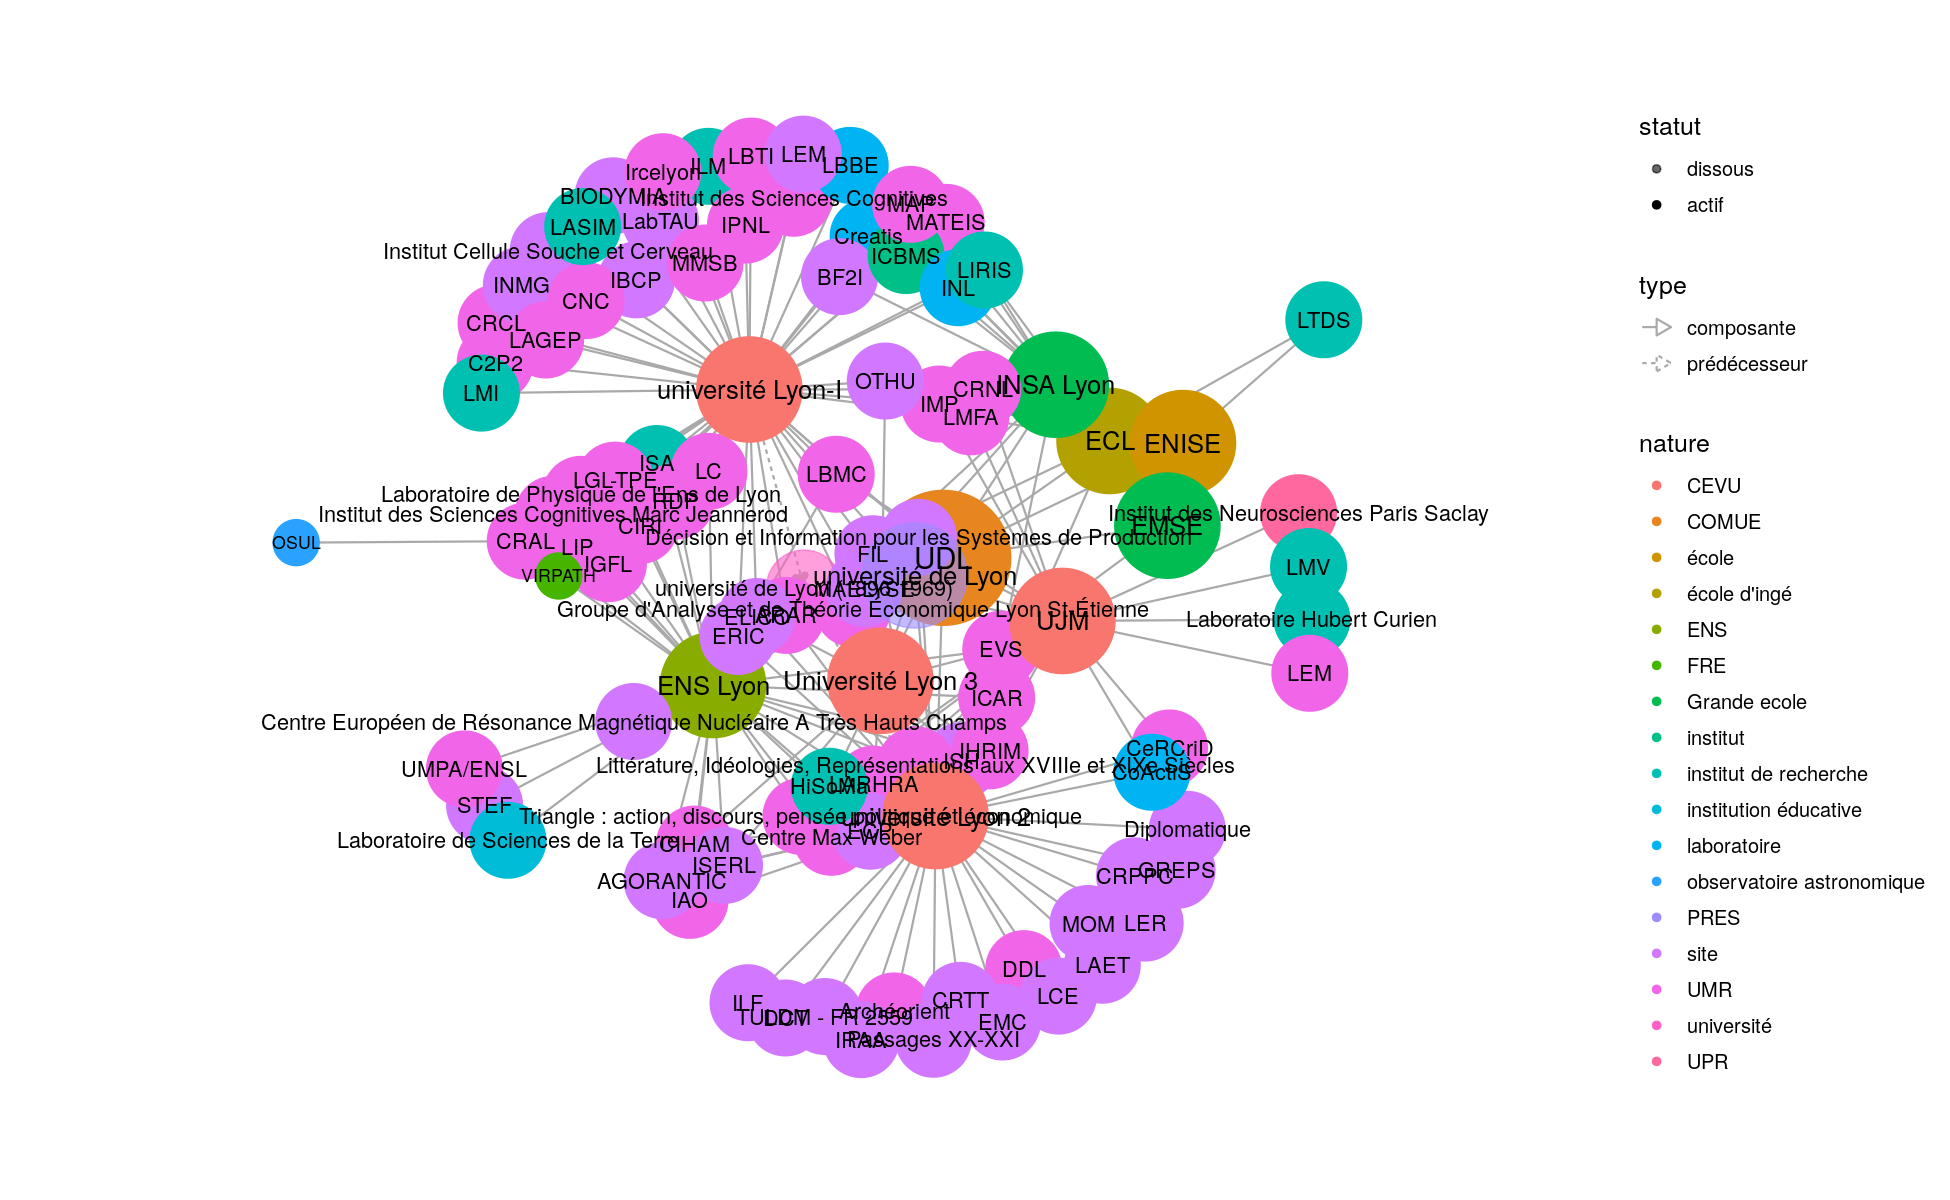 LBTI
LEM
ILM
LBBE
Ircelyon
BIODYMIA
Institut des Sciences Cognitives
MAP
LabTAU
MATEIS
LASIM
IPNL
Creatis
Institut Cellule Souche et Cerveau
ICBMS
MMSB
LIRIS
BF2I
IBCP
INMG
INL
CNC
LTDS
CRCL
LAGEP
C2P2
OTHU
INSA Lyon
université Lyon-I
CRNL
LMI
IMP
LMFA
ECL
ENISE
ISA
LC
LBMC
LGL-TPE
Laboratoire de Physique de l'Ens de Lyon
RDP
Institut des Sciences Cognitives Marc Jeannerod
Institut des Neurosciences Paris Saclay
CIRI
EMSE
Décision et Information pour les Systèmes de Production
OSUL
CRAL
LIP
FIL
UDL
IGFL
LMV
VIRPATH
université de Lyon
université de Lyon (1896-1969)
MAELYSE
Groupe d'Analyse et de Théorie Économique Lyon St-Étienne
ELICO
ARAR
UJM
Laboratoire Hubert Curien
ERIC
EVS
LEM
Université Lyon 3
ENS Lyon
ICAR
Centre Européen de Résonance Magnétique Nucléaire A Très Hauts Champs
IHRIM
CeRCriD
ISH
Littérature, Idéologies, Représentations aux XVIIIe et XIXe Siècles
UMPA/ENSL
CoActiS
LARHRA
HiSoMa
STEF
Triangle : action, discours, pensée politique et économique
université Lyon 2
Diplomatique
ECP
Centre Max Weber
Laboratoire de Sciences de la Terre
CIHAM
ISERL
CRPPC
GREPS
AGORANTIC
IAO
MOM
LER
LAET
DDL
LCE
ILF
CRTT
Archéorient
TULDCM - FR 2559
EMC
IRAA
Passages XX-XXI
statut
dissous
actif
type
composante
prédécesseur
nature
CEVU
COMUE
école
école d'ingé
ENS
FRE
Grande ecole
institut
institut de recherche
institution éducative
laboratoire
observatoire astronomique
PRES
site
UMR
université
UPR